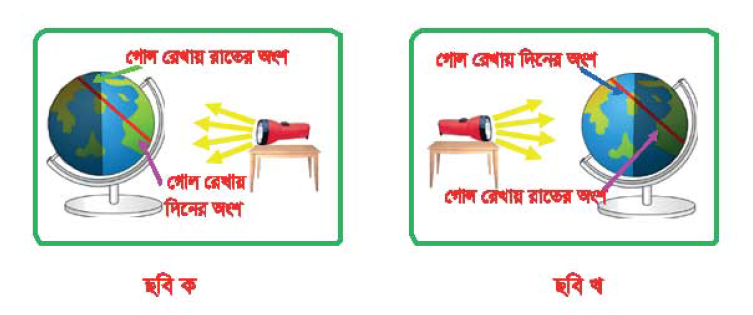 গোল রেখায় রাতের অংশ
গোল রেখায়
দিনের অংশ
ছবি ক
গোল রেখায় দিনের অংশ
গোল রেখায় রাতের অংশ
ছবি খ